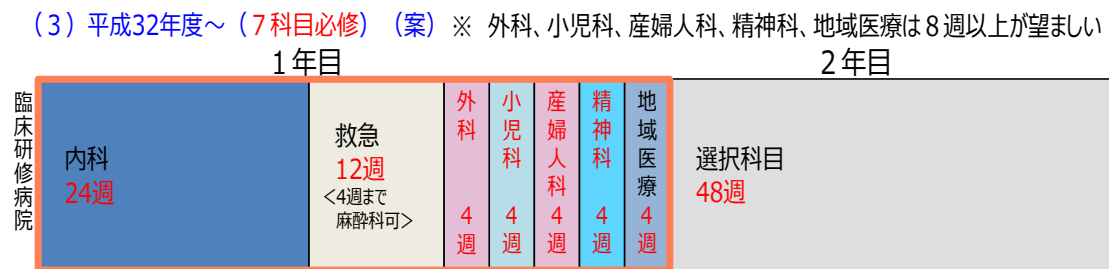 （3）平成32年度～（７科目必修）（案）※ 外科、小児科、産婦人科、精神科、地域医療は８週以上が望ましい
１年目
２年目
臨床研修病院
内科
24週
救急
12週
<4週まで
麻酔科可>
外科 4週
小児科 4週
産婦人科 4週
精神科 4週
地域医療 4週
選択科目
48週